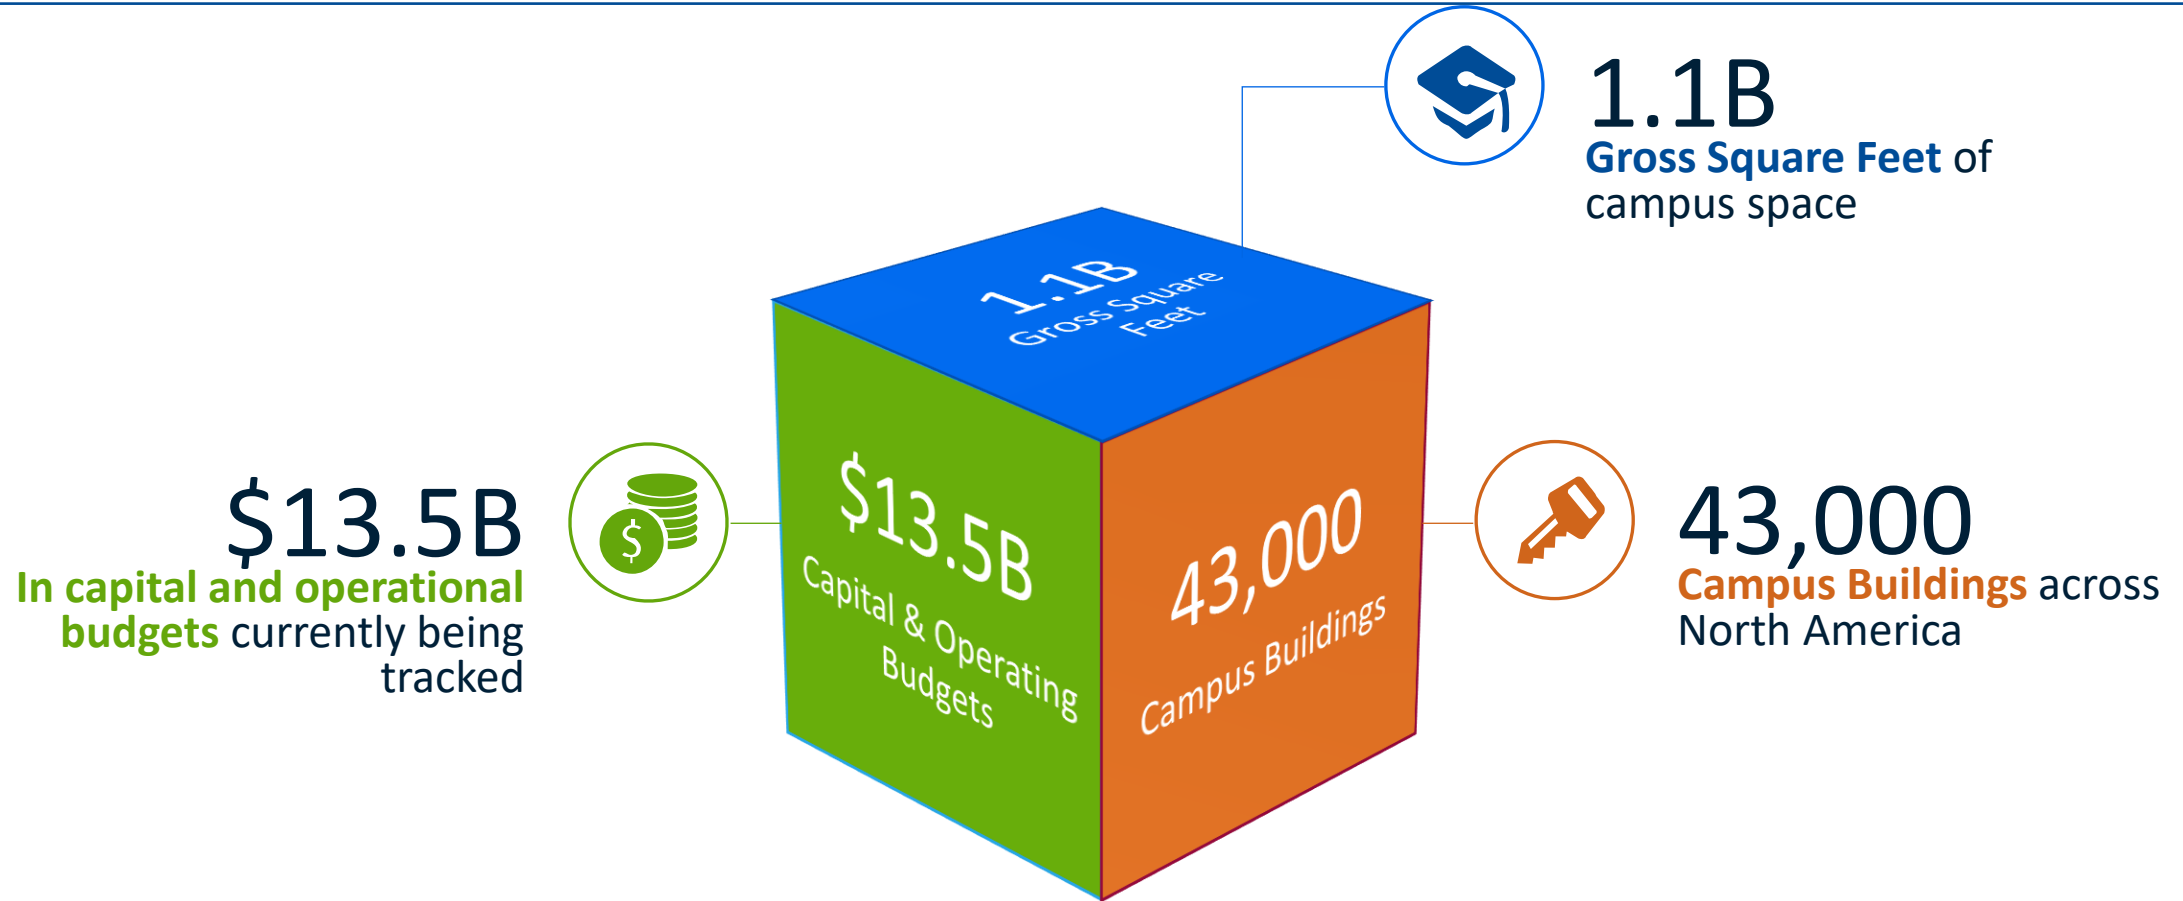 1.1B
Gross Square Feet of
campus space
1.1B
Gross Square
Feet
$13.5B
In capital and operational
budgets currently being
tracked
$
$13.5B
Capital & Operating
Budgets
43,000
Campus Buildings
43,000
Campus Buildings across
North America